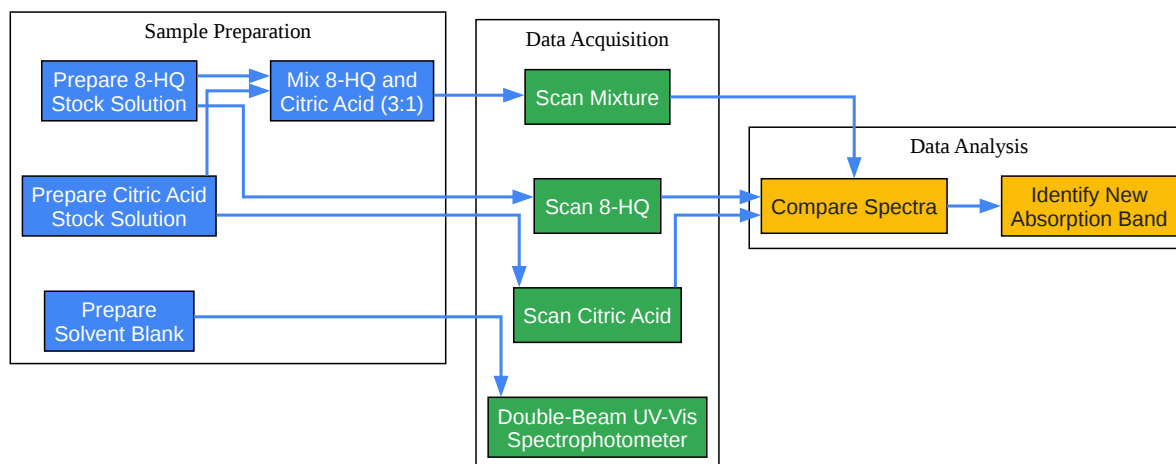 Sample Preparation
Prepare 8-HQ
Stock Solution
Mix 8-HQ and
Citric Acid (3:1)
Prepare Citric Acid
Stock Solution
Prepare
Solvent Blank
Data Acquisition
Scan Mixture
Scan 8-HQ
Scan Citric Acid
Double-Beam UV-Vis
Spectrophotometer
Data Analysis
Compare Spectra
Identify New
Absorption Band